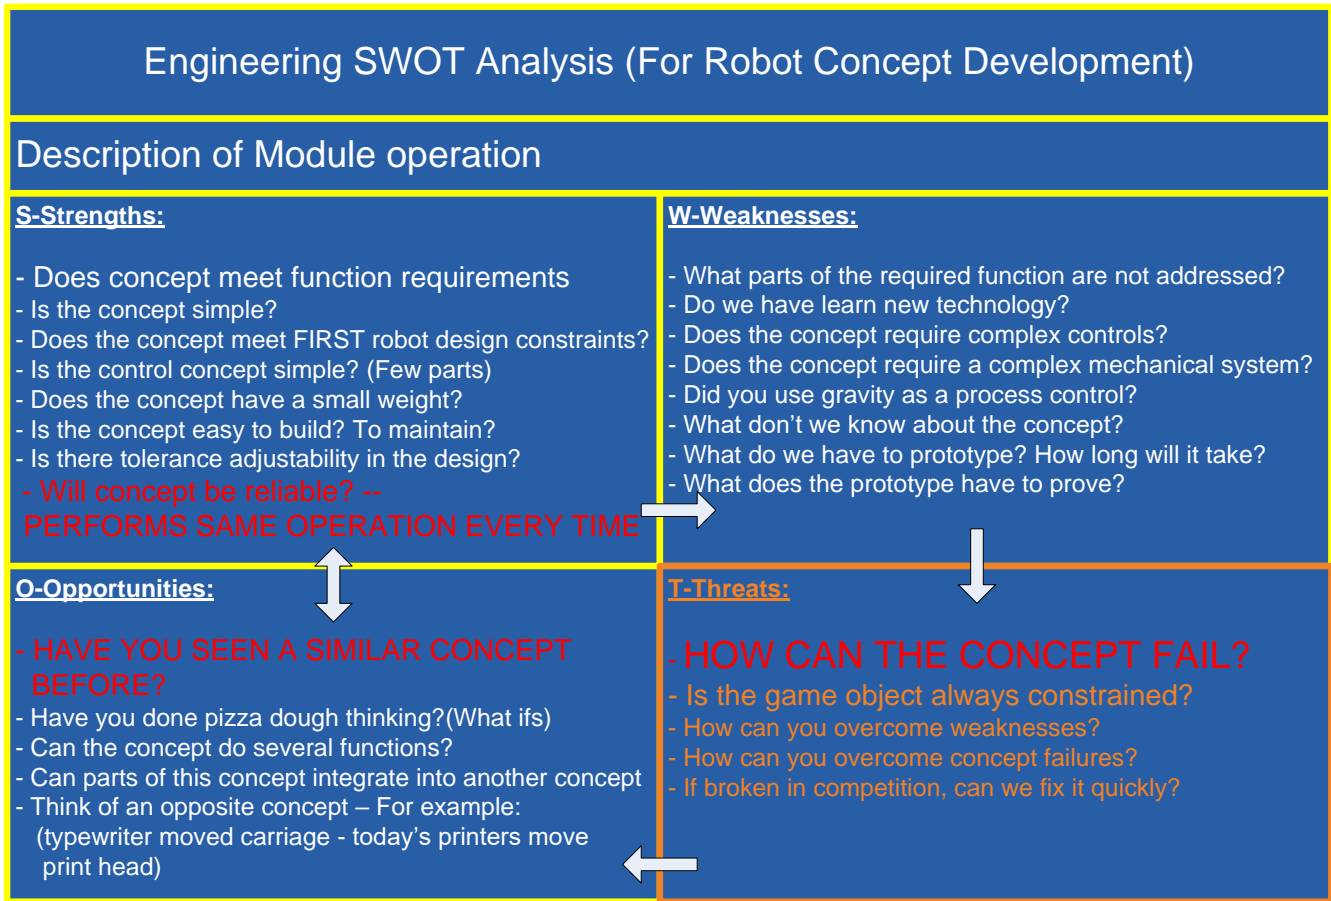 Engineering SWOT Analysis (For Robot Concept Development)
Description of Module operation
S-Strengths:
- Does concept meet function requirements
- Is the concept simple?
- Does the concept meet FIRST robot design constraints?
- Is the control concept simple? (Few parts)
- Does the concept have a small weight?
- Is the concept easy to build? To maintain?
- Is there tolerance adjustability in the design?
- Will concept be reliable? --
PERFORMS SAME OPERATION EVERY TIME
W-Weaknesses:
- What parts of the required function are not addressed?
- Do we have learn new technology?
- Does the concept require complex controls?
- Does the concept require a complex mechanical system?
- Did you use gravity as a process control?
- What don't we know about the concept?
- What do we have to prototype? How long will it take?
- What does the prototype have to prove?
O-Opportunities:
- HAVE YOU SEEN A SIMILAR CONCEPT
BEFORE?
- Have you done pizza dough thinking?(What ifs)
- Can the concept do several functions?
- Can parts of this concept integrate into another concept
- Think of an opposite concept – For example:
(typewriter moved carriage - today's printers move
print head)
T-Threats:
- HOW CAN THE CONCEPT FAIL?
- Is the game object always constrained?
- How can you overcome weaknesses?
- How can you overcome concept failures?
- If broken in competition, can we fix it quickly?